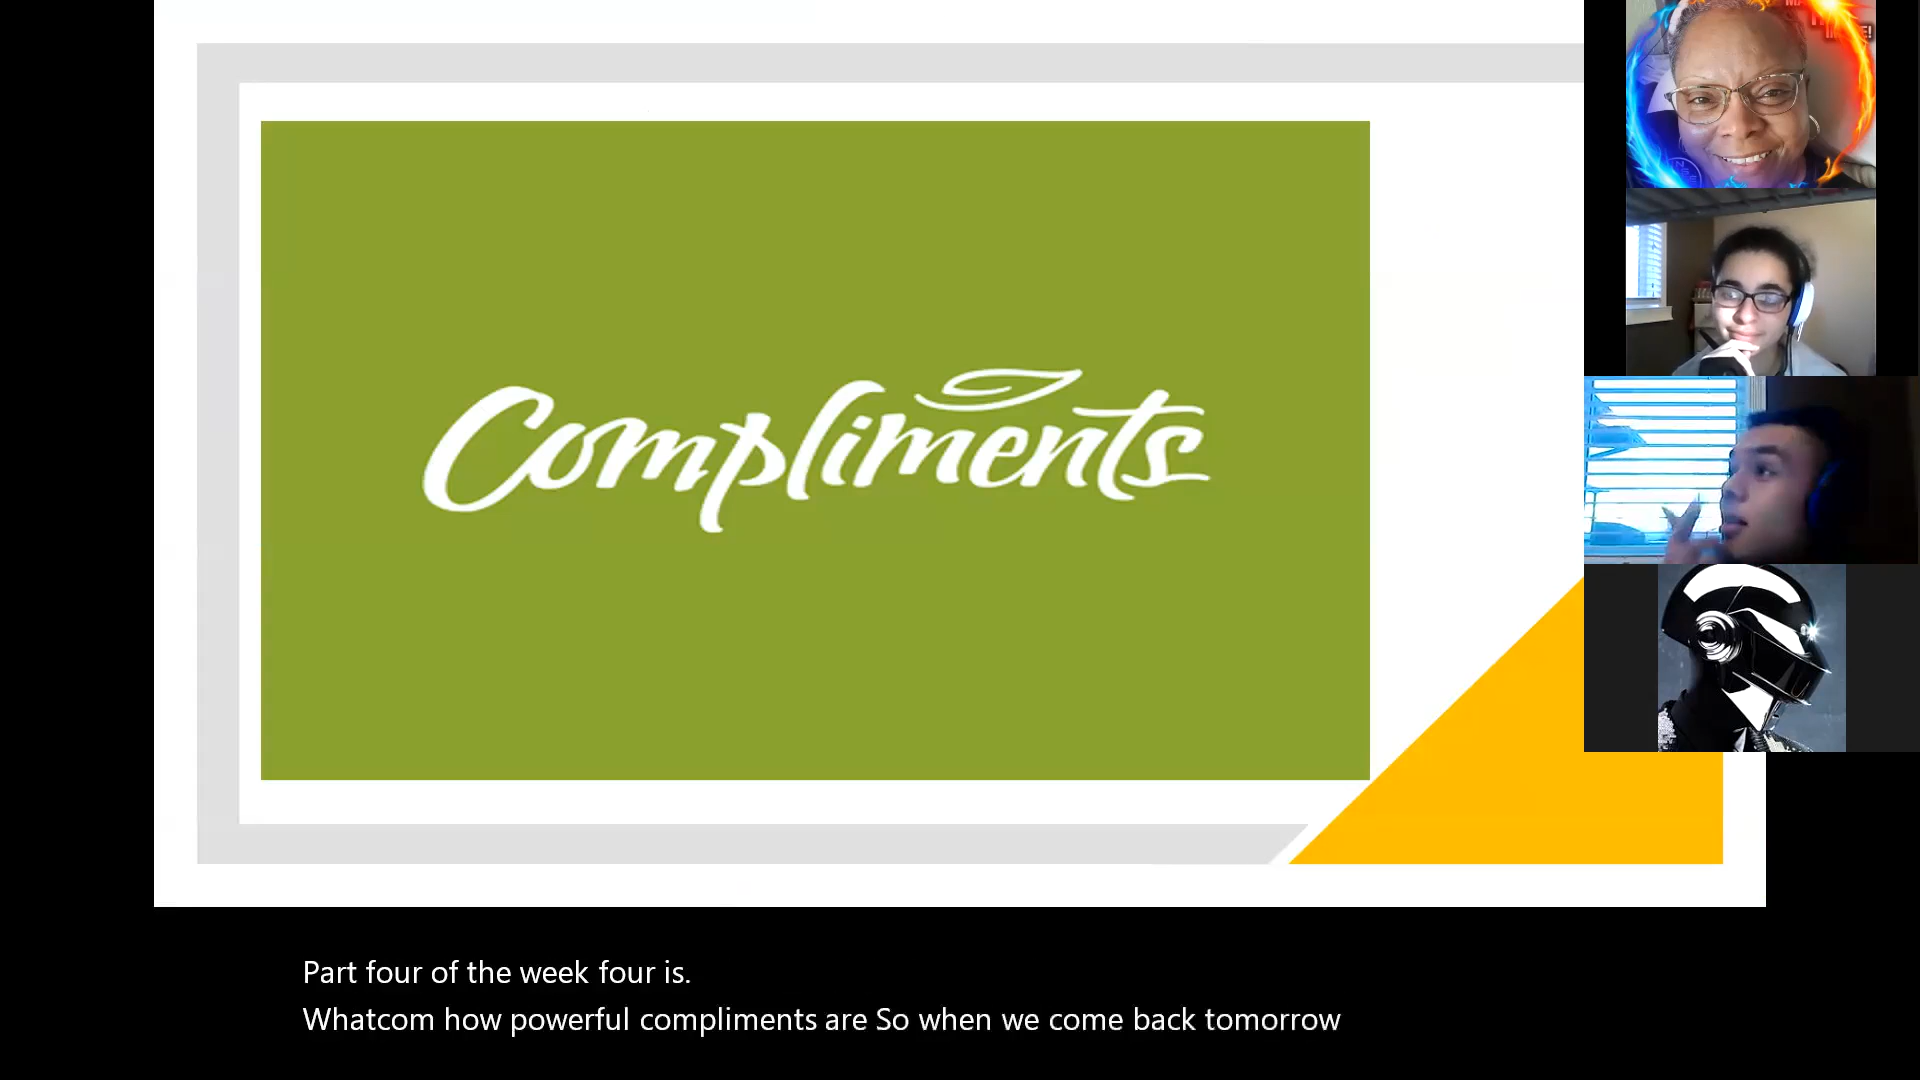 Compliments
Part four of the week four is.
Whatcom how powerful compliments are So when we come back tomorrow